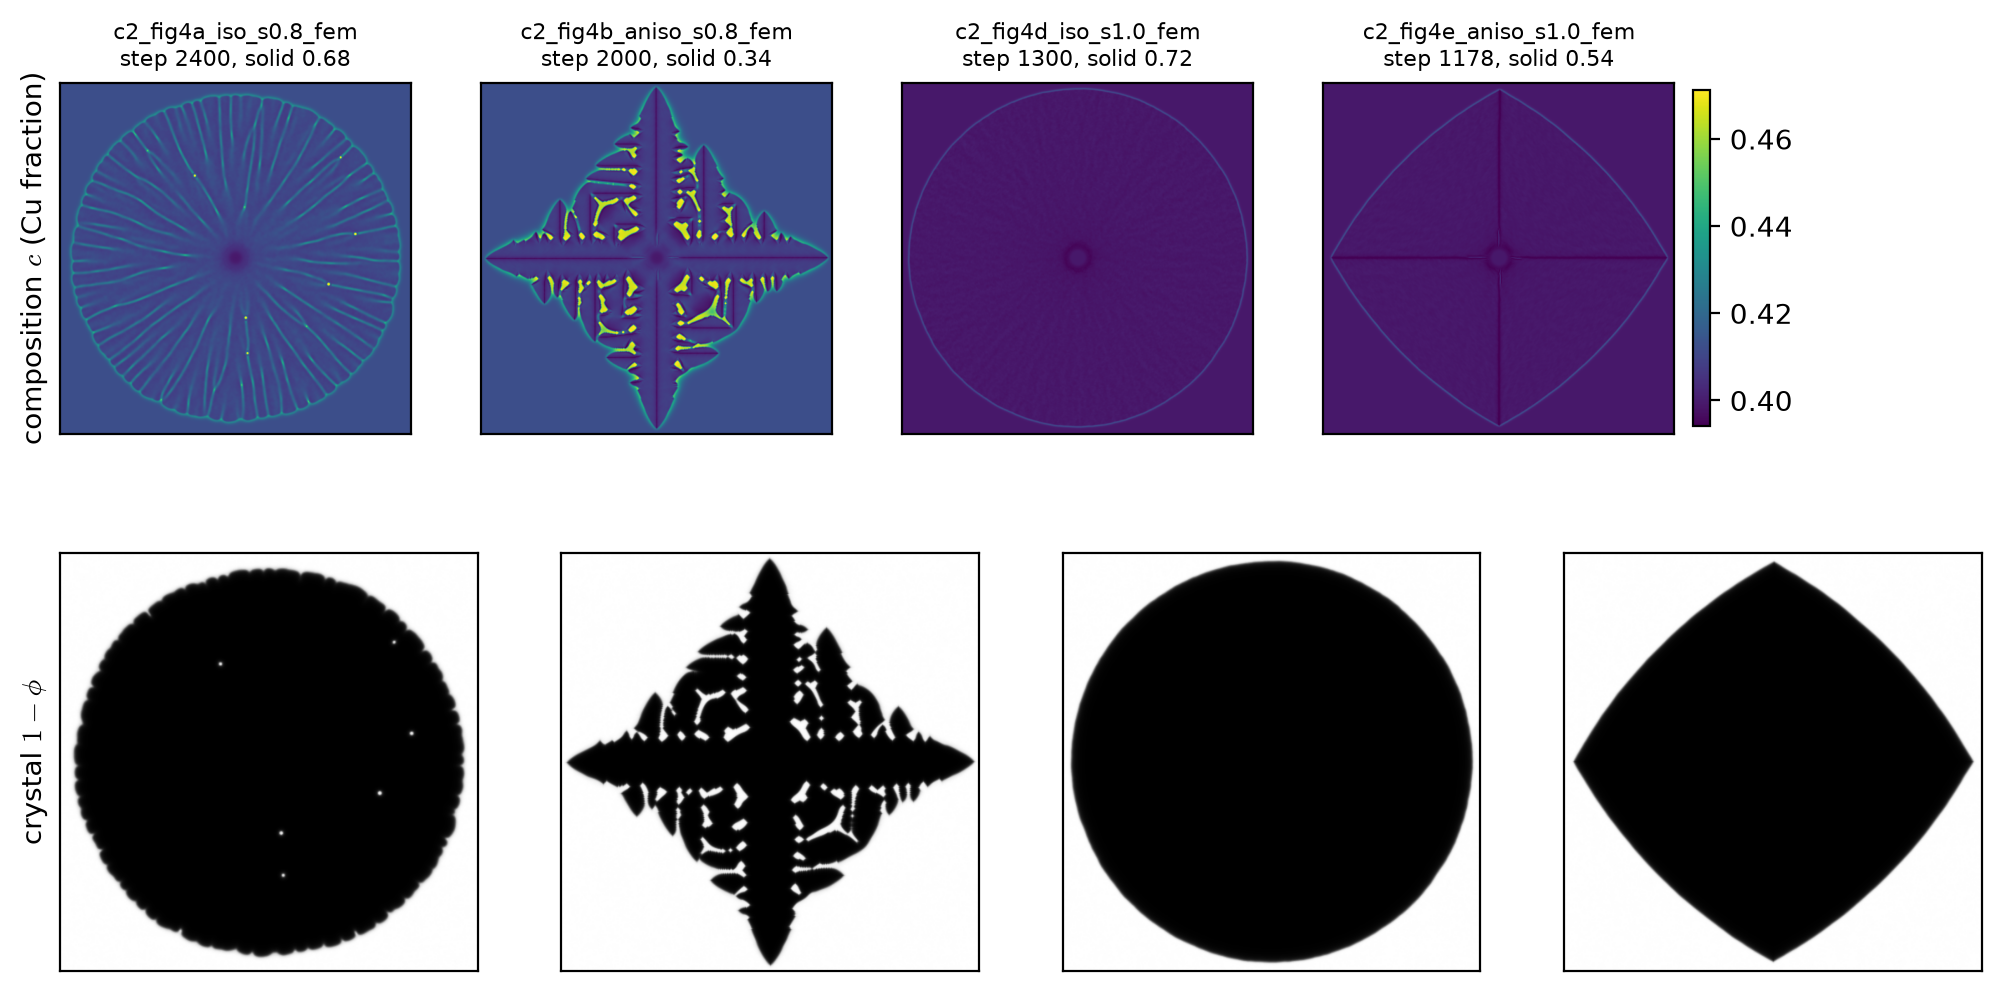 c2_fig4a_iso_s0.8_fem
step 2400, solid 0.68
c2_fig4b_aniso_s0.8_fem
step 2000, solid 0.34
c2_fig4d_iso_s1.0_fem
step 1300, solid 0.72
c2_fig4e_aniso_s1.0_fem
step 1178, solid 0.54
composition c (Cu fraction)
0.46
0.44
0.42
0.40
crystal 1 − ϕ